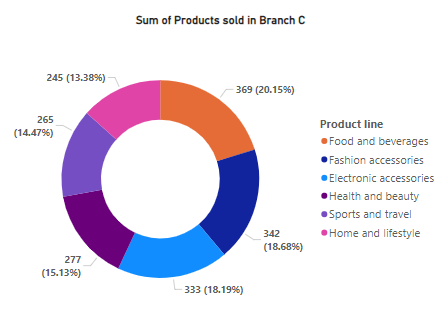 Sum of Products sold in Branch C
245 (13.38%)
369 (20.15%)
265
(14.47%)
Product line
Food and beverages
Fashion accessories
Electronic accessories
Health and beauty
Sports and travel
Home and lifestyle
342
(18.68%)
277
(15.13%)
333 (18.19%)